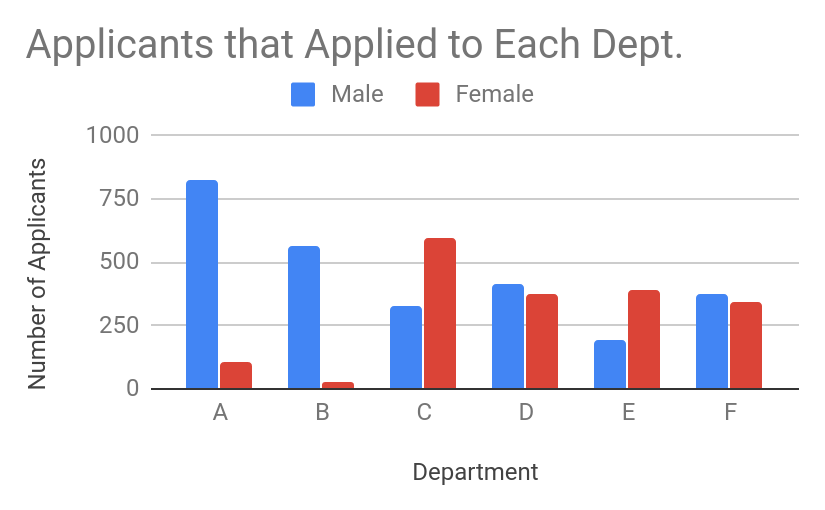 Applicants that Applied to Each Dept.
Male Female
1000
750
500
250
0
Number of Applicants
A B C D E F
Department